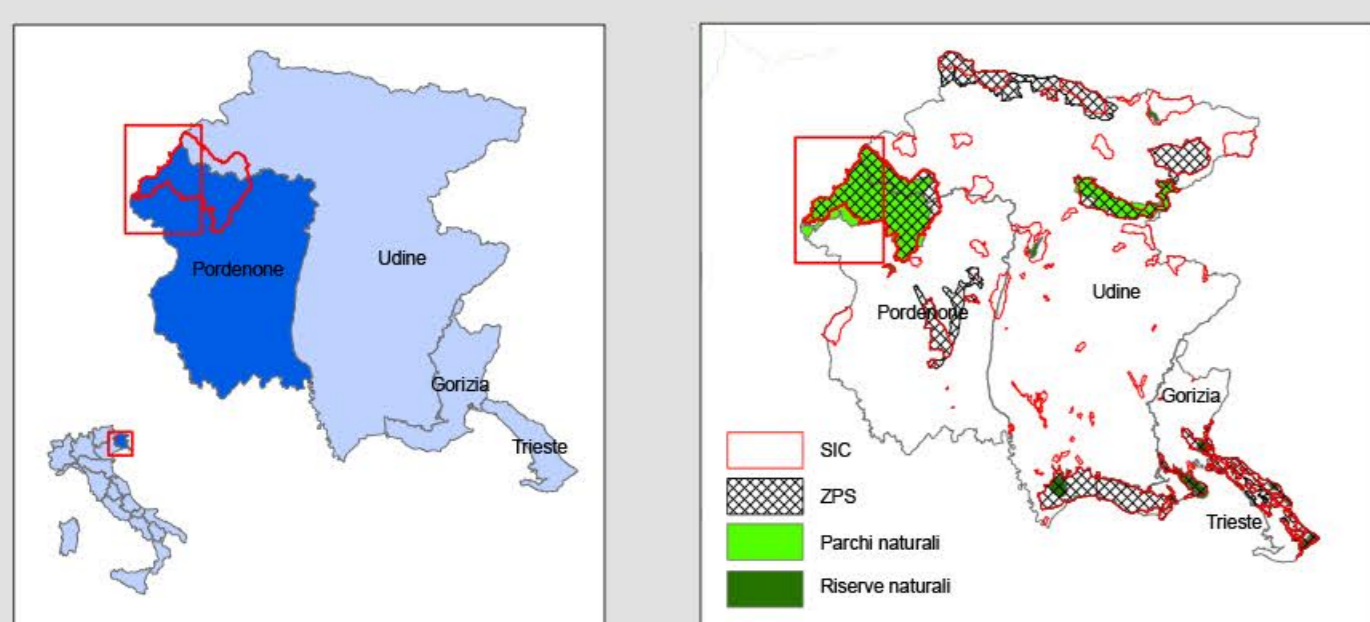 Pordenone
Udine
Gorizia
Trieste
Pordenone
Udine
Gorizia
Trieste
SIC
ZPS
Parchi naturali
Riserve naturali